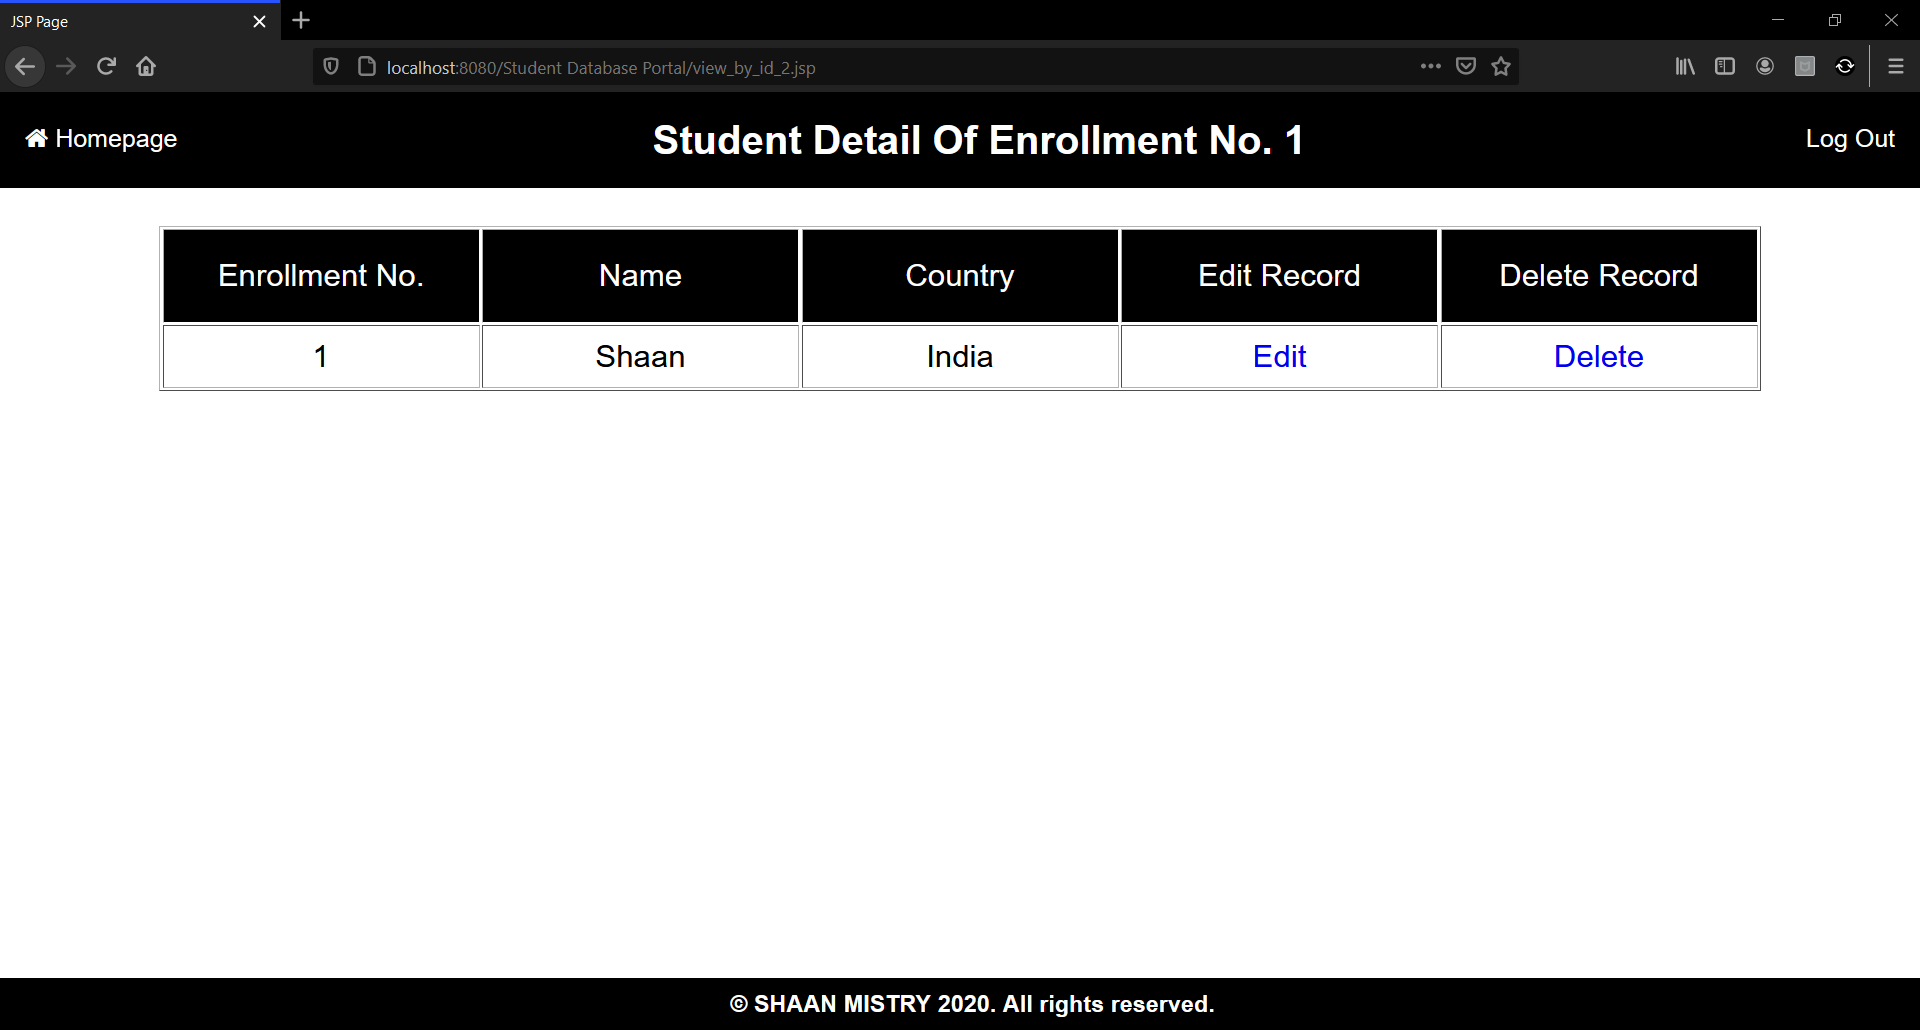 JSP Page
localhost:8080/Student Database Portal/view_by_id_2.jsp
Homepage
Student Detail Of Enrollment No. 1
Log Out
Enrollment No. Name Country Edit Record Delete Record
1 Shaan India Edit Delete
© SHAAN MISTRY 2020. All rights reserved.